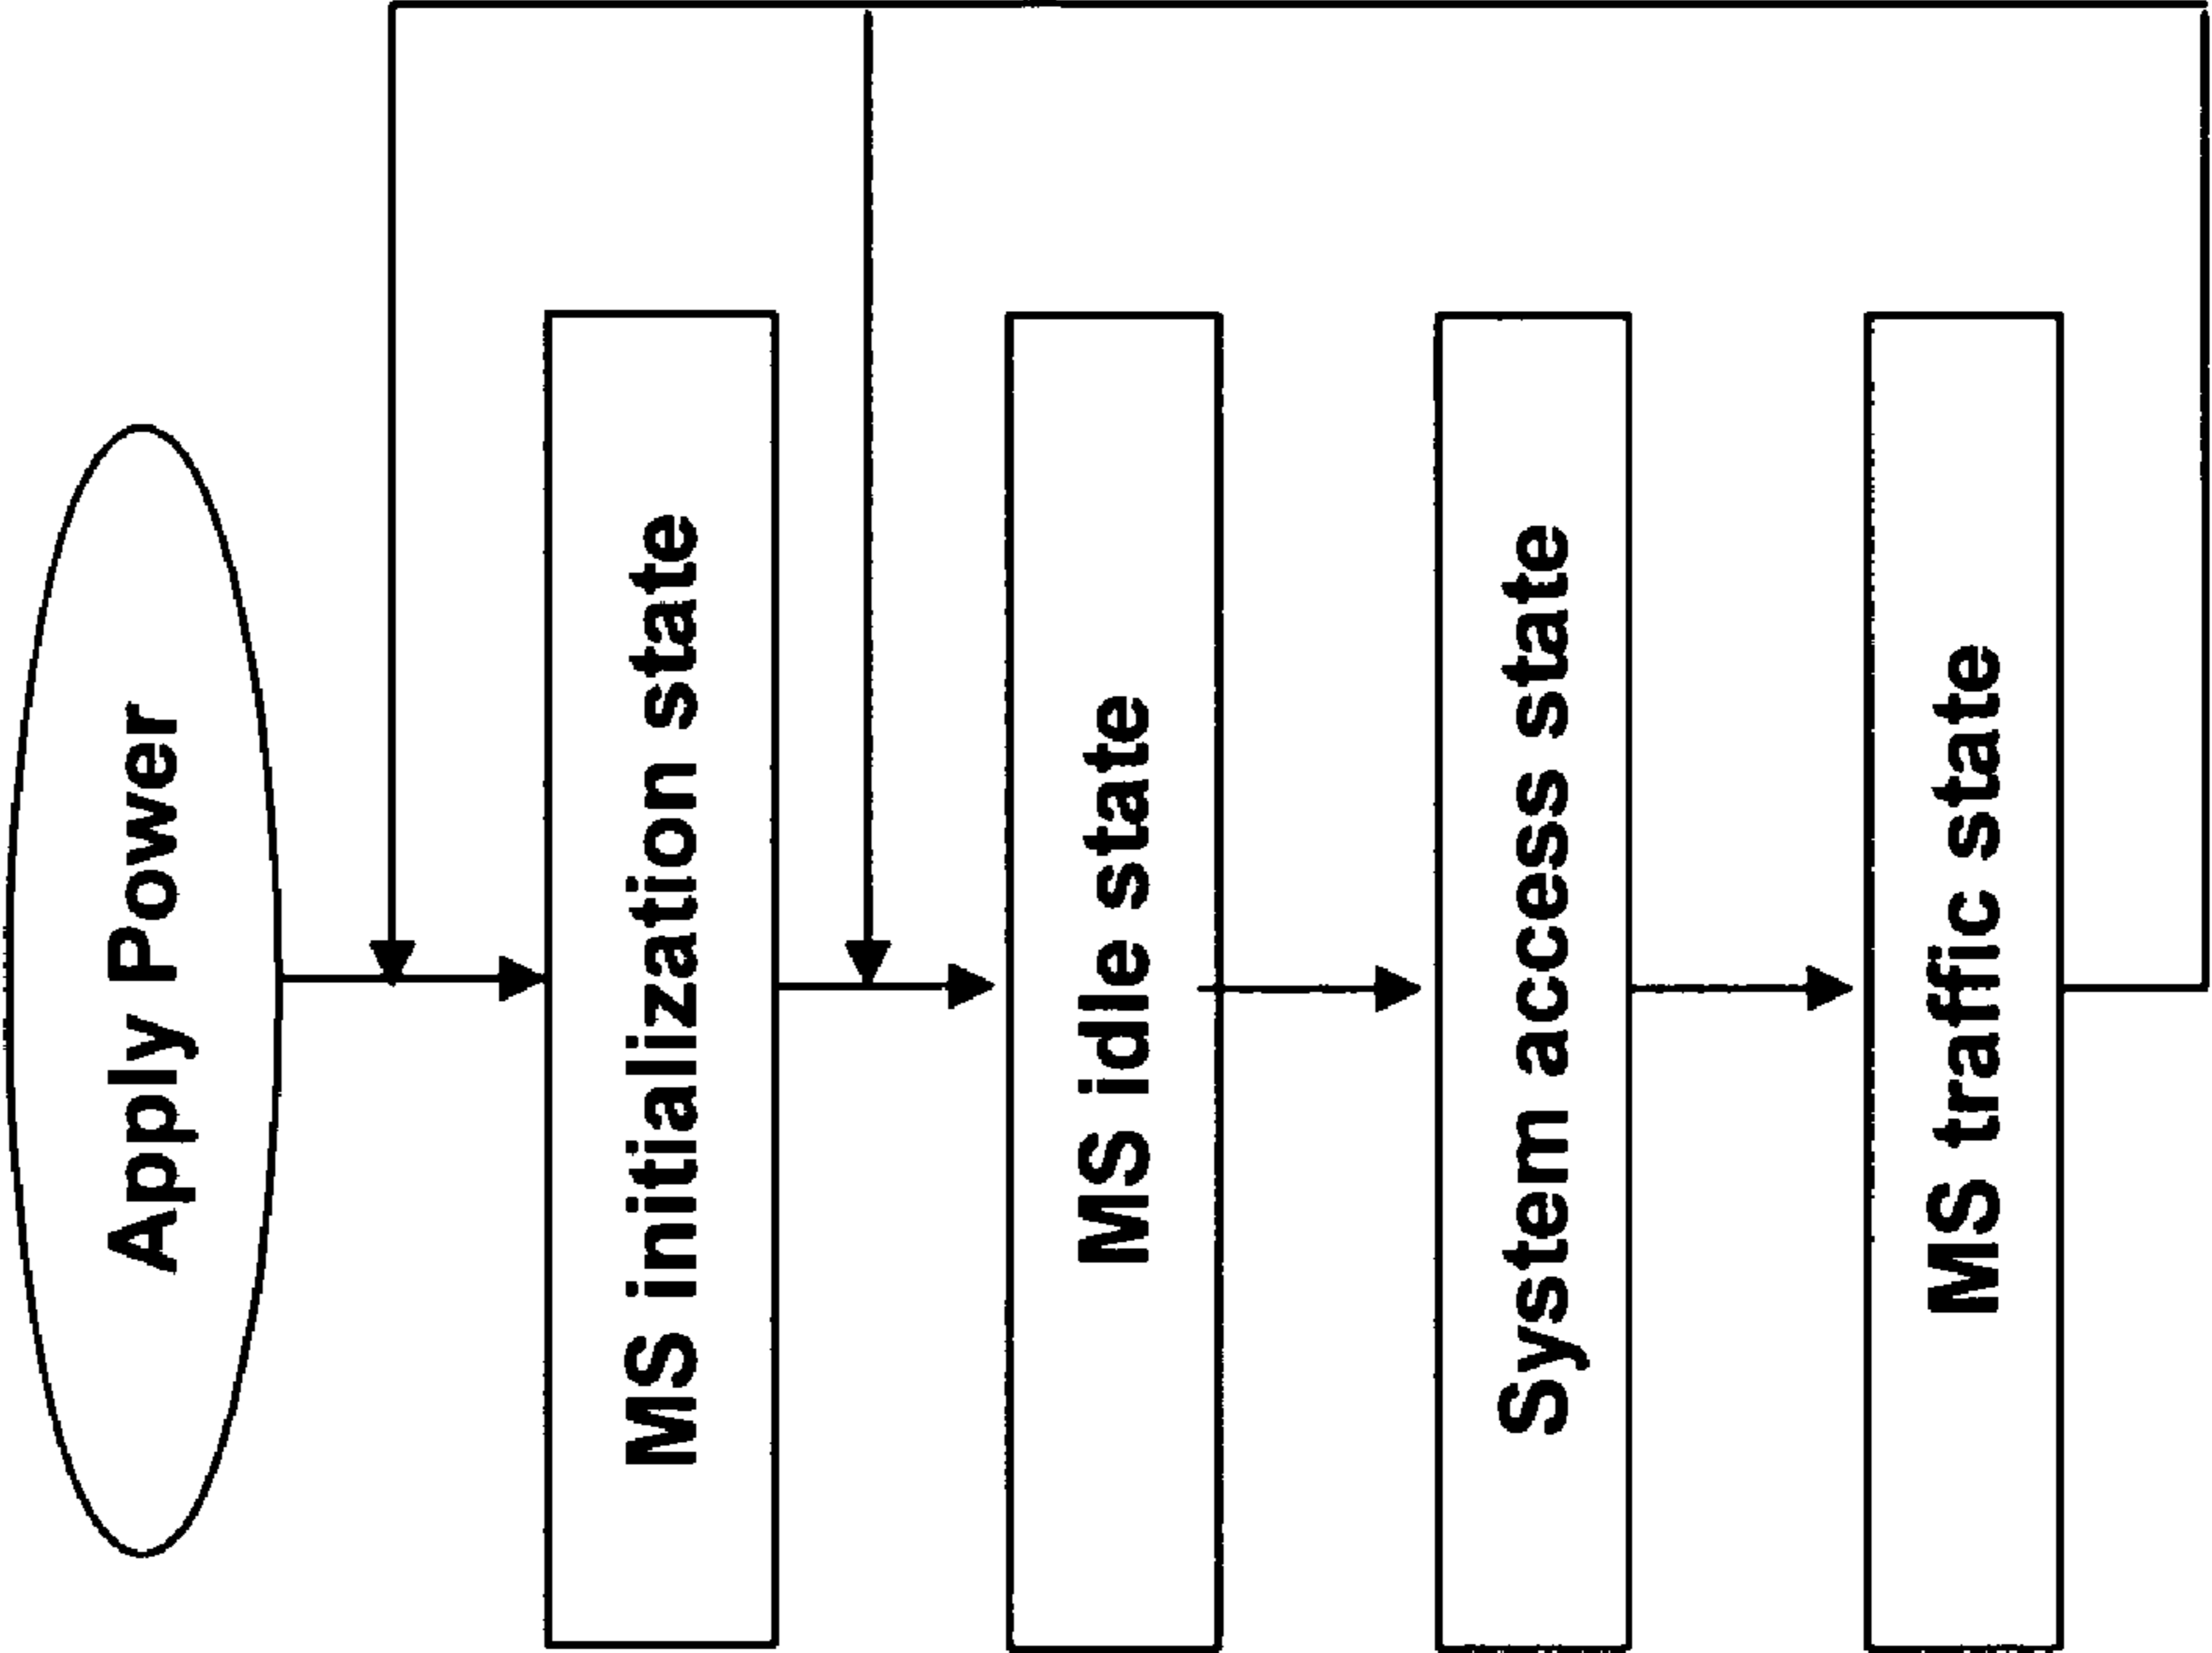 Apply Power
MS initialization state
MS idle state
System access state
MS traffic state